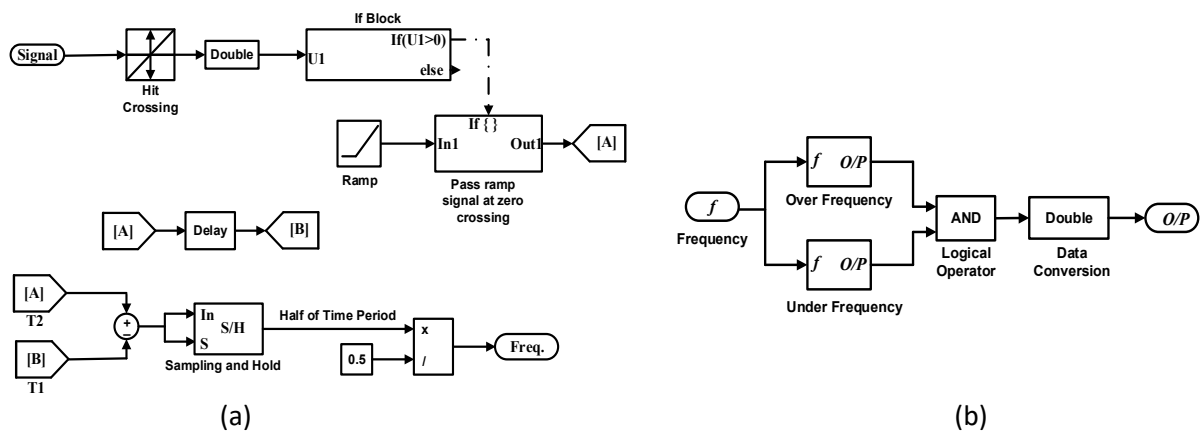 If Block
Signal
Hit
Crossing
Double
U1
If(U1>0)
else
Ramp
If { }
In1
Out1
[A]
Pass ramp
signal at zero
crossing
[A]
Delay
[B]
[A]
T2
+
−
[B]
T1
In
S/H
S
Sampling and Hold
Half of Time Period
0.5
x
/
Freq.
(a)
f
Frequency
f O/P
Over Frequency
f O/P
Under Frequency
AND
Logical
Operator
Double
Data
Conversion
O/P
(b)